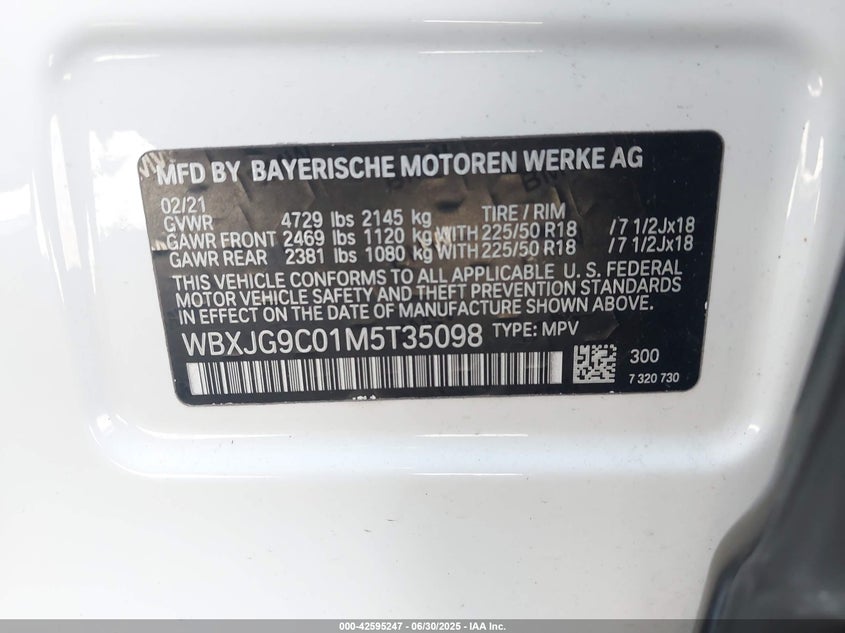 MFD BY BAYERISCHE MOTOREN WERKE AG
02/21
GVWR 4729 lbs 2145 kg TIRE / RIM
GAWR FRONT 2469 lbs 1120 kg WITH 225/50 R18 /7 1/2Jx18
GAWR REAR 2381 lbs 1080 kg WITH 225/50 R18 /7 1/2Jx18
THIS VEHICLE CONFORMS TO ALL APPLICABLE U. S. FEDERAL
MOTOR VEHICLE SAFETY AND THEFT PREVENTION STANDARDS
IN EFFECT ON THE DATE OF MANUFACTURE SHOWN ABOVE.
WBXJG9C01M5T35098 TYPE: MPV
300
7 320 730
000-42595247 - 06/30/2025 - IAA Inc.